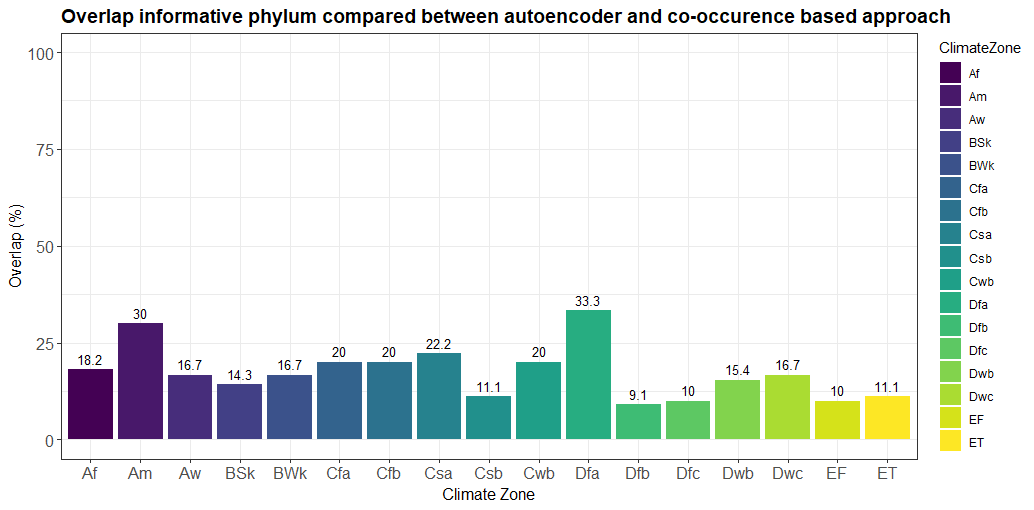 Overlap informative phylum compared between autoencoder and co-occurence based approach
Overlap (%)
100
75
50
25
0
18.2
30
16.7
14.3
16.7
20
20
22.2
11.1
20
33.3
9.1
10
15.4
16.7
10
11.1
Af Am Aw BSk BWk Cfa Cfb Csa Csb Cwb Dfa Dfb Dfc Dwb Dwc EF ET
Climate Zone
ClimateZone
Af
Am
Aw
BSk
BWk
Cfa
Cfb
Csa
Csb
Cwb
Dfa
Dfb
Dfc
Dwb
Dwc
EF
ET